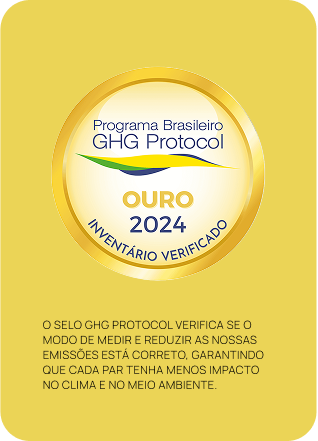 Programa Brasileiro
GHG Protocol
OURO
2024
INVENTÁRIO VERIFICADO
O SELO GHG PROTOCOL VERIFICA SE O
MODO DE MEDIR E REDUZIR AS NOSSAS
EMISSÕES ESTÁ CORRETO, GARANTINDO
QUE CADA PAR TENHA MENOS IMPACTO
NO CLIMA E NO MEIO AMBIENTE.